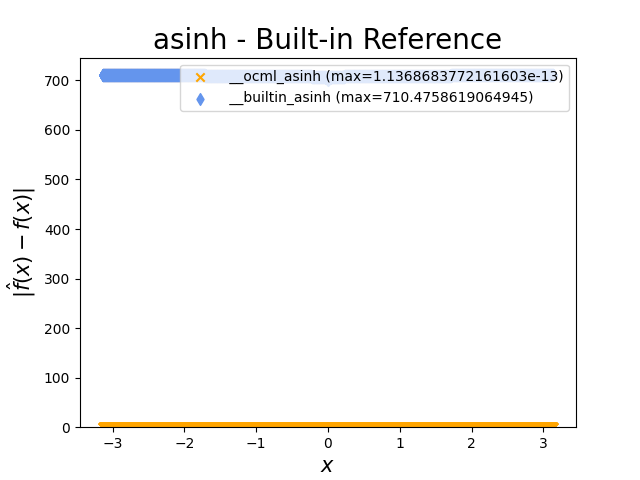 asinh - Built-in Reference
|f̂(x) − f(x)|
700
600
500
400
300
200
100
0
__ocml_asinh (max=1.1368683772161603e-13)
__builtin_asinh (max=710.4758619064945)
−3 −2 −1 0 1 2 3
x